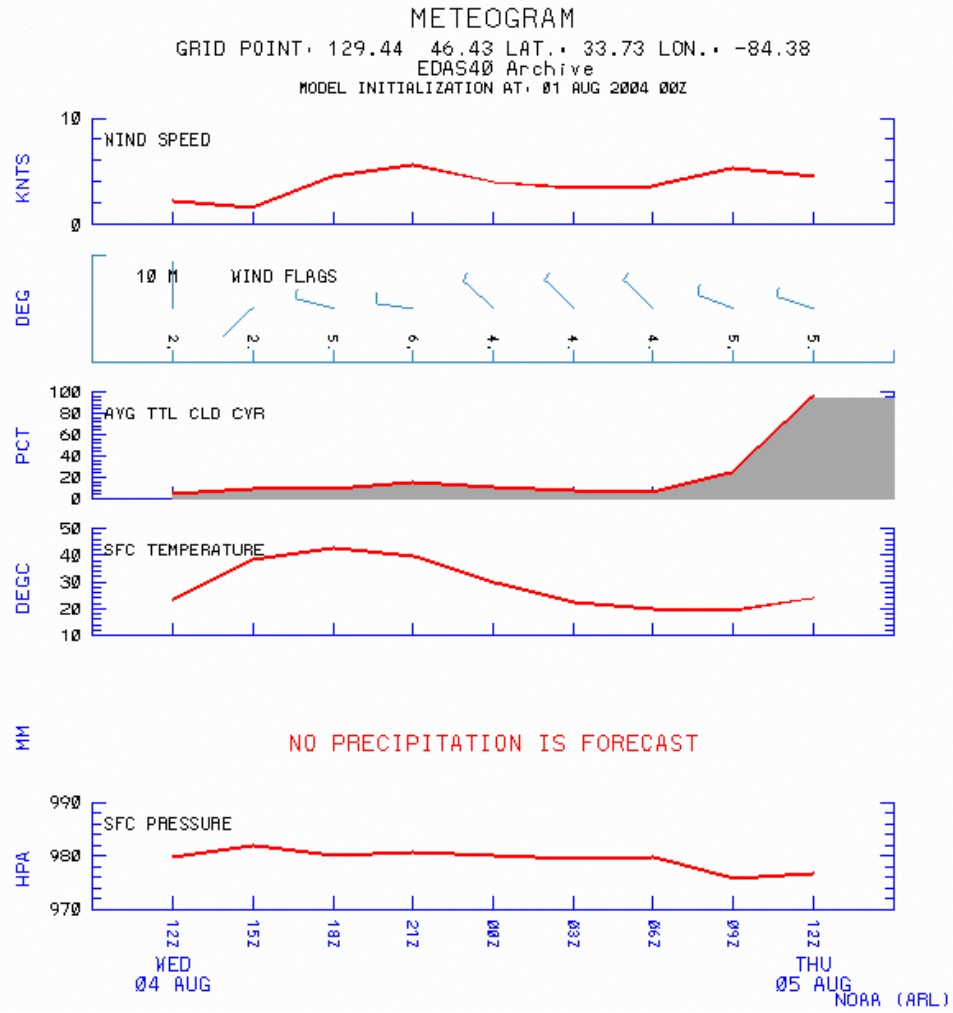 METEOGRAM
GRID POINT: 129.44 46.43 LAT.: 33.73 LON.: -84.38
EDAS40 Archive
MODEL INITIALIZATION AT: 01 AUG 2004 00Z
10
WIND SPEED
KNTS
0
10 M WIND FLAGS
DEG
2. 2. 5. 6. 4. 4. 4. 5. 5.
100
80
AVG TTL CLD CVR
60
PCT
40
20
0
50
SFC TEMPERATURE
40
DEGC
30
20
10
MM
NO PRECIPITATION IS FORECAST
990
SFC PRESSURE
980
HPA
970
12Z 15Z 18Z 21Z 00Z 03Z 06Z 09Z 12Z
WED THU
04 AUG 05 AUG
NOAA (ARL)